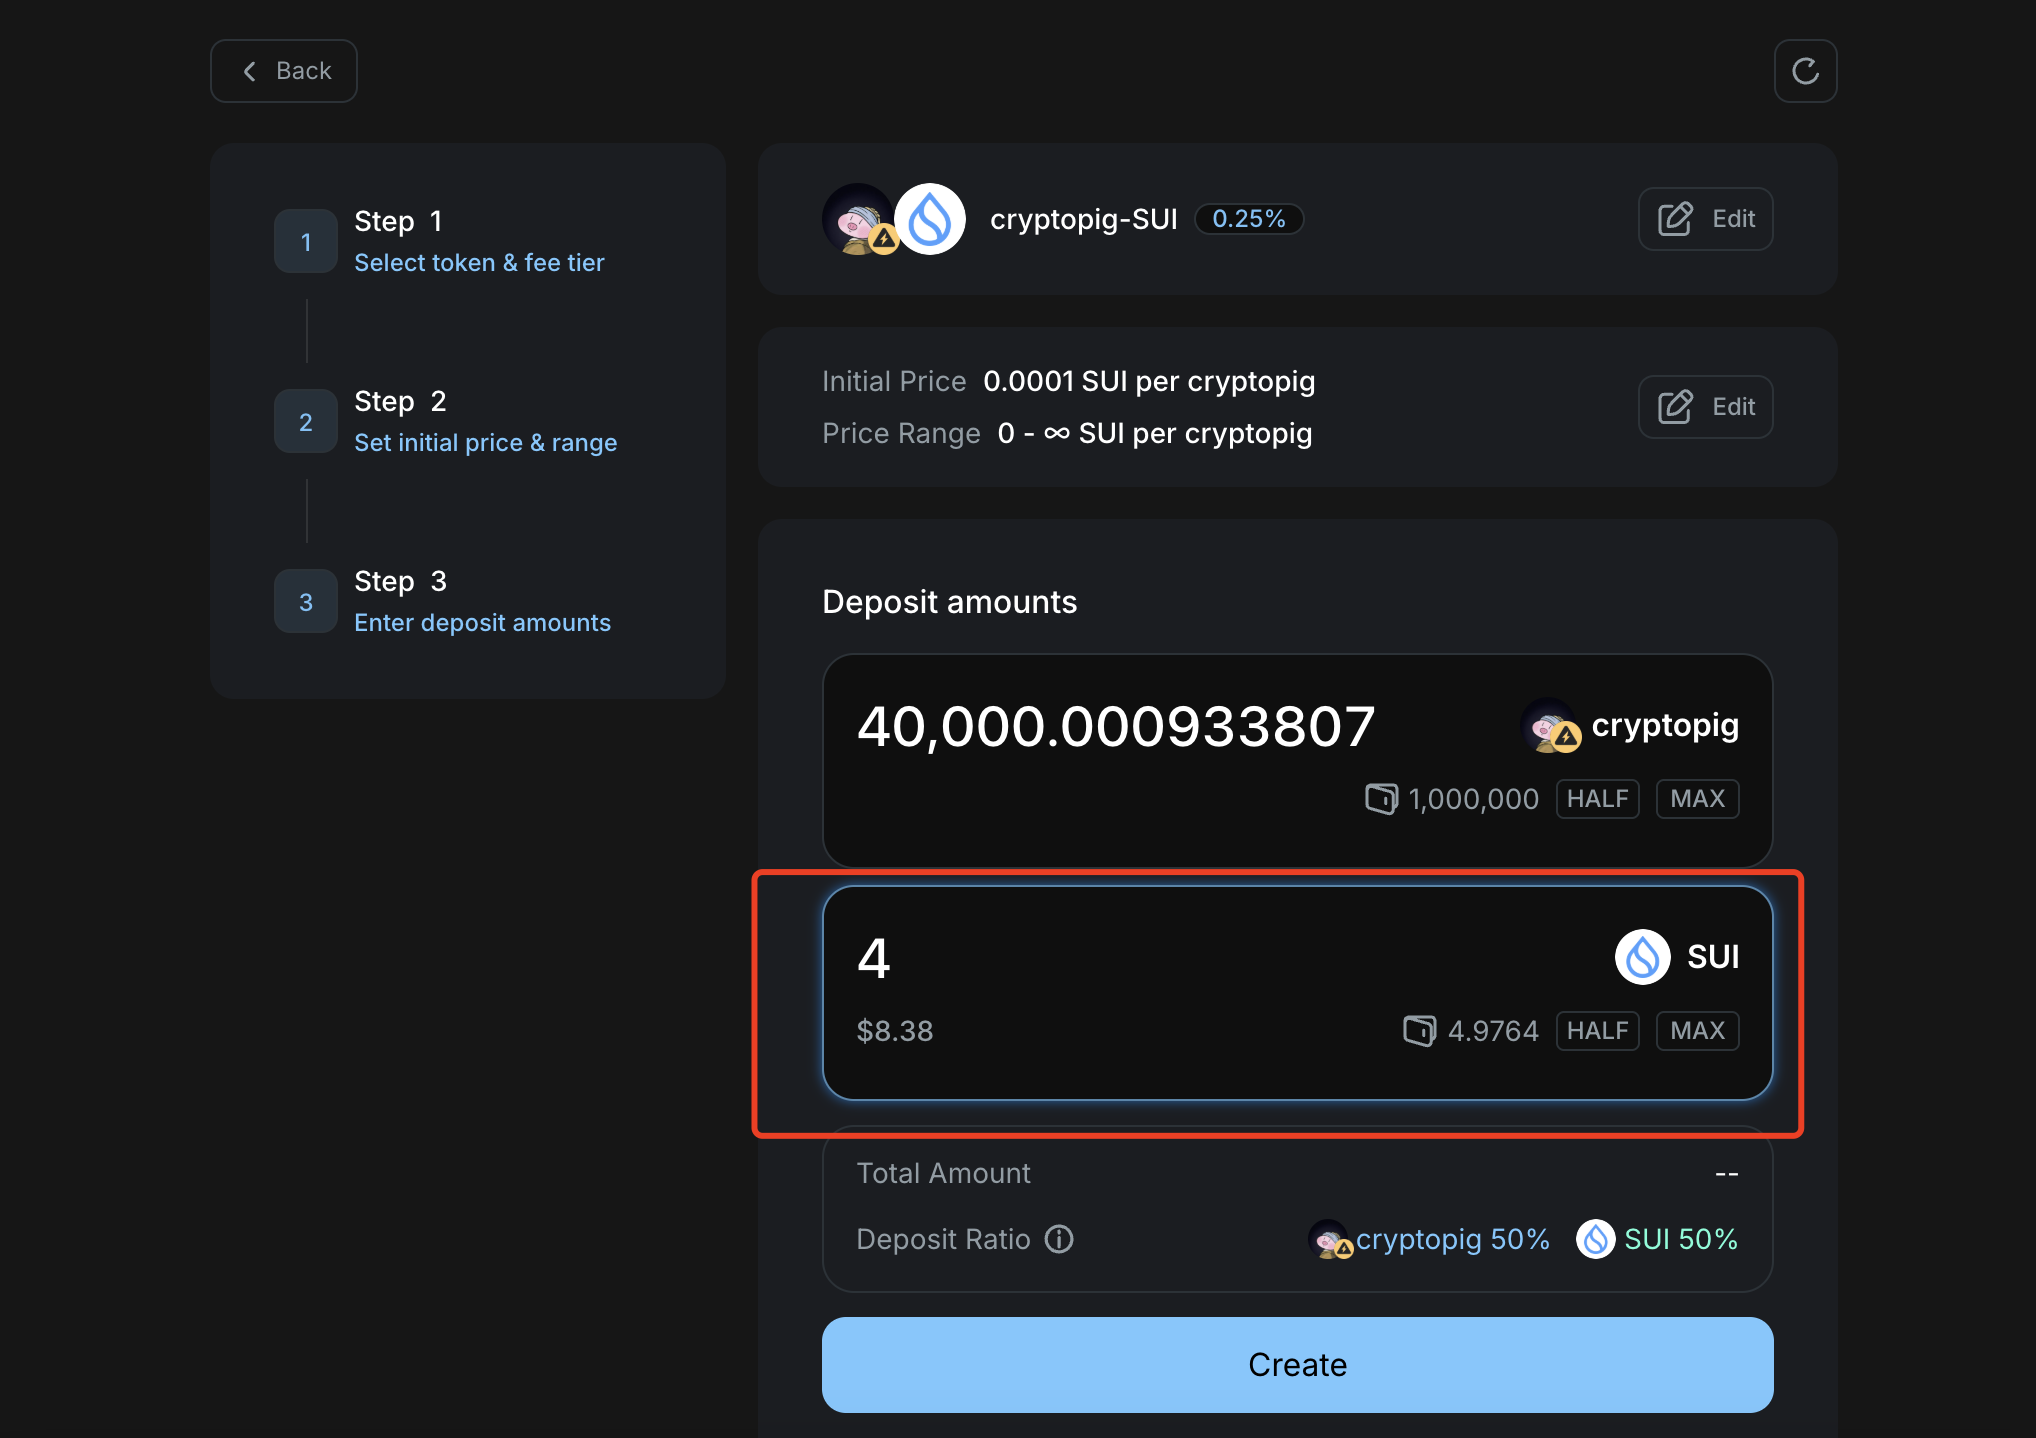 Back
1
Step 1
Select token & fee tier
2
Step 2
Set initial price & range
3
Step 3
Enter deposit amounts
cryptopig-SUI 0.25%
Edit
Initial Price 0.0001 SUI per cryptopig
Price Range 0 - ∞ SUI per cryptopig
Edit
Deposit amounts
40,000.000933807 cryptopig
1,000,000 HALF MAX
4 SUI
$8.38 4.9764 HALF MAX
Total Amount --
Deposit Ratio cryptopig 50% SUI 50%
Create